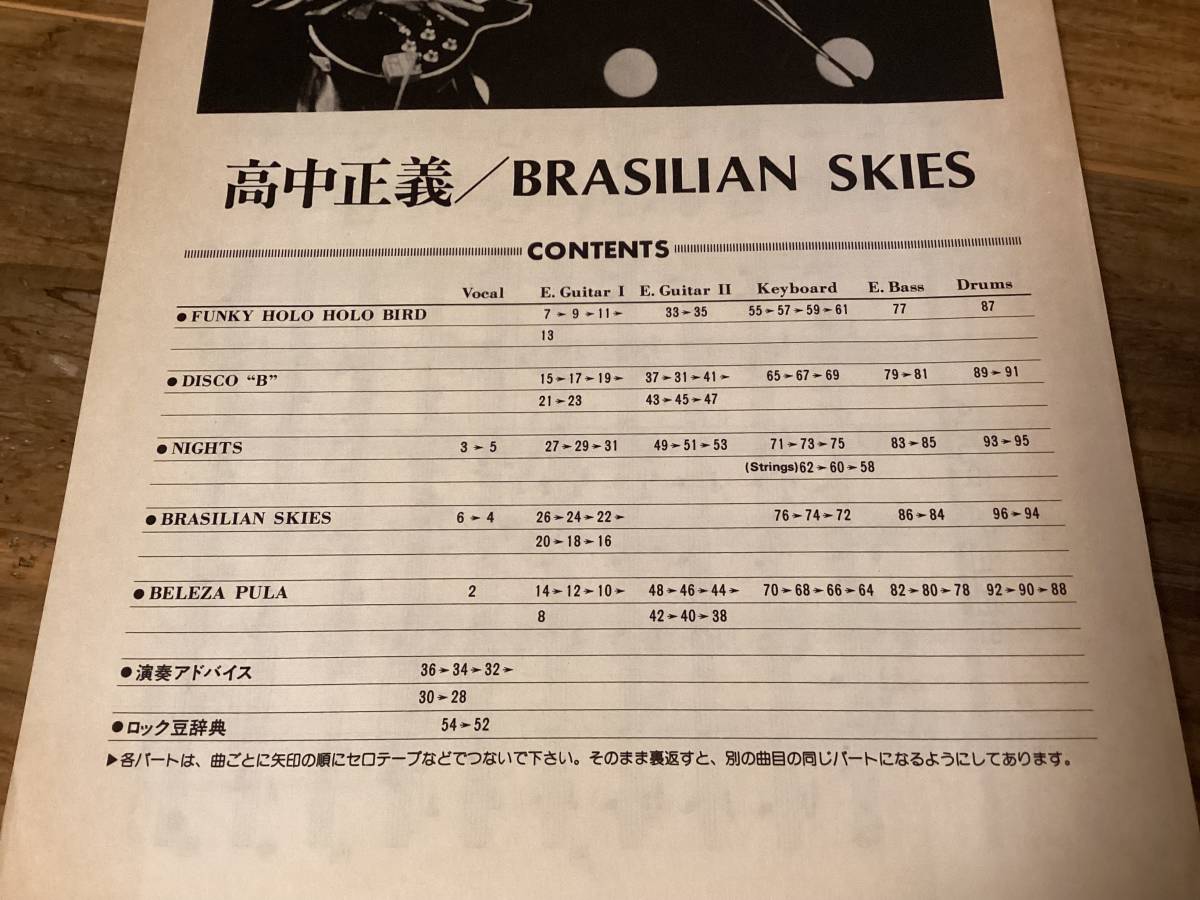 高中正義／BRASILIAN SKIES
CONTENTS
Vocal E. Guitar I E. Guitar II Keyboard E. Bass Drums
●FUNKY HOLO HOLO BIRD 7➛9➛11➛ 33➛35 55➛57➛59➛61 77 87
13
●DISCO “B” 15➛17➛19➛ 37➛31➛41➛ 65➛67➛69 79➛81 89➛91
21➛23 43➛45➛47
●NIGHTS 3➛5 27➛29➛31 49➛51➛53 71➛73➛75 83➛85 93➛95
(Strings)62➛60➛58
●BRASILIAN SKIES 6➛4 26➛24➛22➛ 76➛74➛72 86➛84 96➛94
20➛18➛16
●BELEZA PULA 2 14➛12➛10➛ 48➛46➛44➛ 70➛68➛66➛64 82➛80➛78 92➛90➛88
8 42➛40➛38
●演奏アドバイス 36➛34➛32➛
30➛28
●ロック豆辞典 54➛52
▶各パートは、曲ごとに矢印の順にセロテープなどでつないで下さい。そのまま裏返すと、別の曲目の同じパートになるようにしてあります。